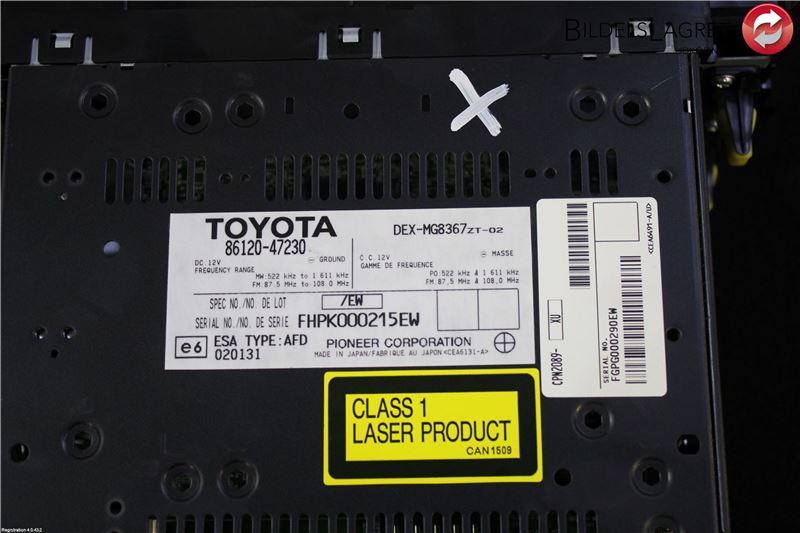 BILDELSLAGRET
TOYOTA
86120-47230
DEX-MG8367ZT-02
DC.12V
⊖ GROUND
FREQUENCY RANGE
MW:522 kHz to 1 611 kHz
FM:87.5 MHz to 108.0 MHz
C.C.12V
⊖ MASSE
GAMME DE FREQUENCE
PO:522 kHz à 1 611 kHz
FM:87,5 MHz à 108,0 MHz
SPEC NO./NO. DE LOT
/EW
SERIAL NO./NO. DE SERIE FHPK000215EW
e6 ESA TYPE:AFD
020131
PIONEER CORPORATION
MADE IN JAPAN/FABRIQUE AU JAPON <CEA6131-A>
CPN2089-
XU
SERIAL NO.
FGPG000290EW
<CEA6491-A/U>
CLASS 1
LASER PRODUCT
CAN1509
Registration 4.0.43.2